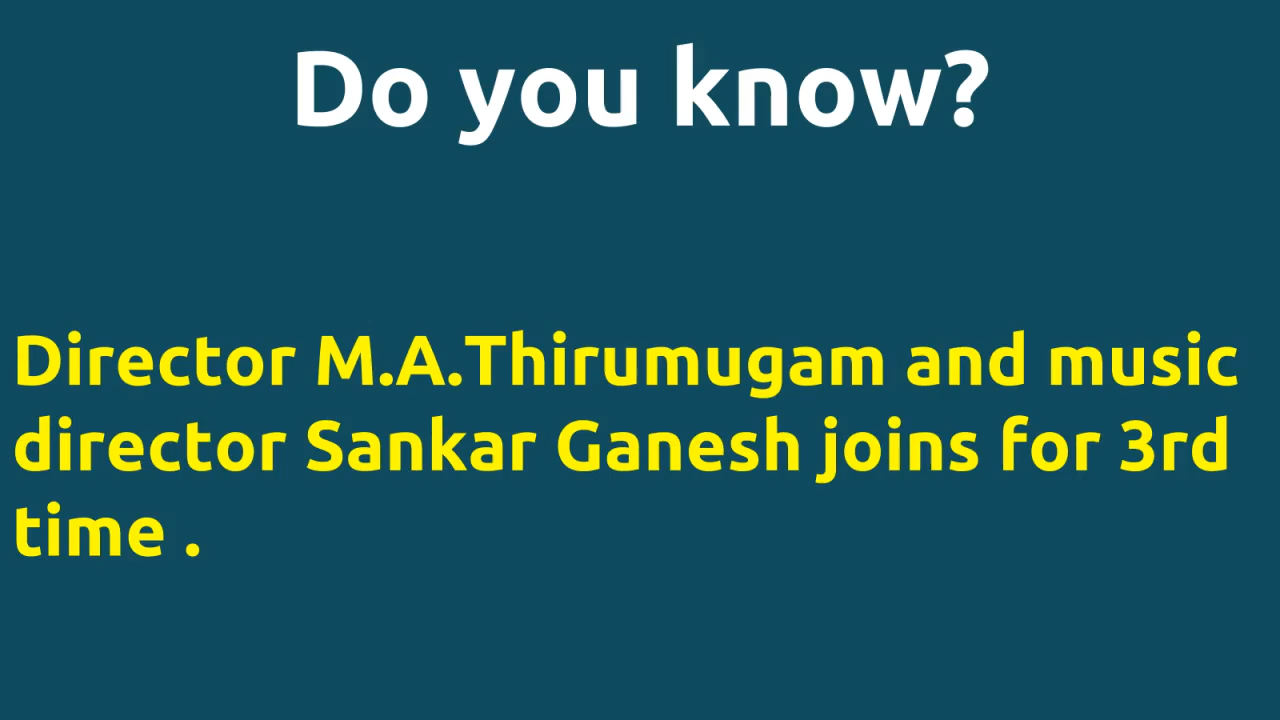 Do you know?
Director M.A.Thirumugam and music
director Sankar Ganesh joins for 3rd
time .